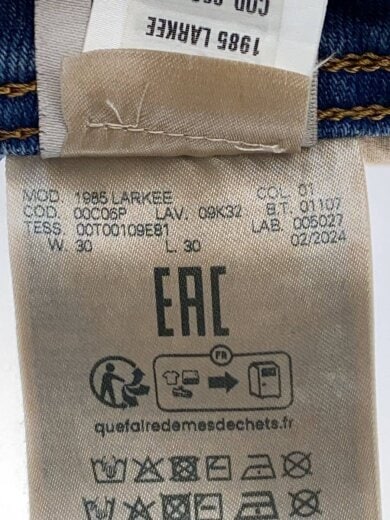 1985 LARKEE
MOD. 1985 LARKEE COL. 01
COD. 00C06P LAV. 09K32 B.T. 01107
TESS. 00T00109E81 LAB. 005027
W. 30 L. 30 02/2024
EAC
FR
quefairedemesdechets.fr